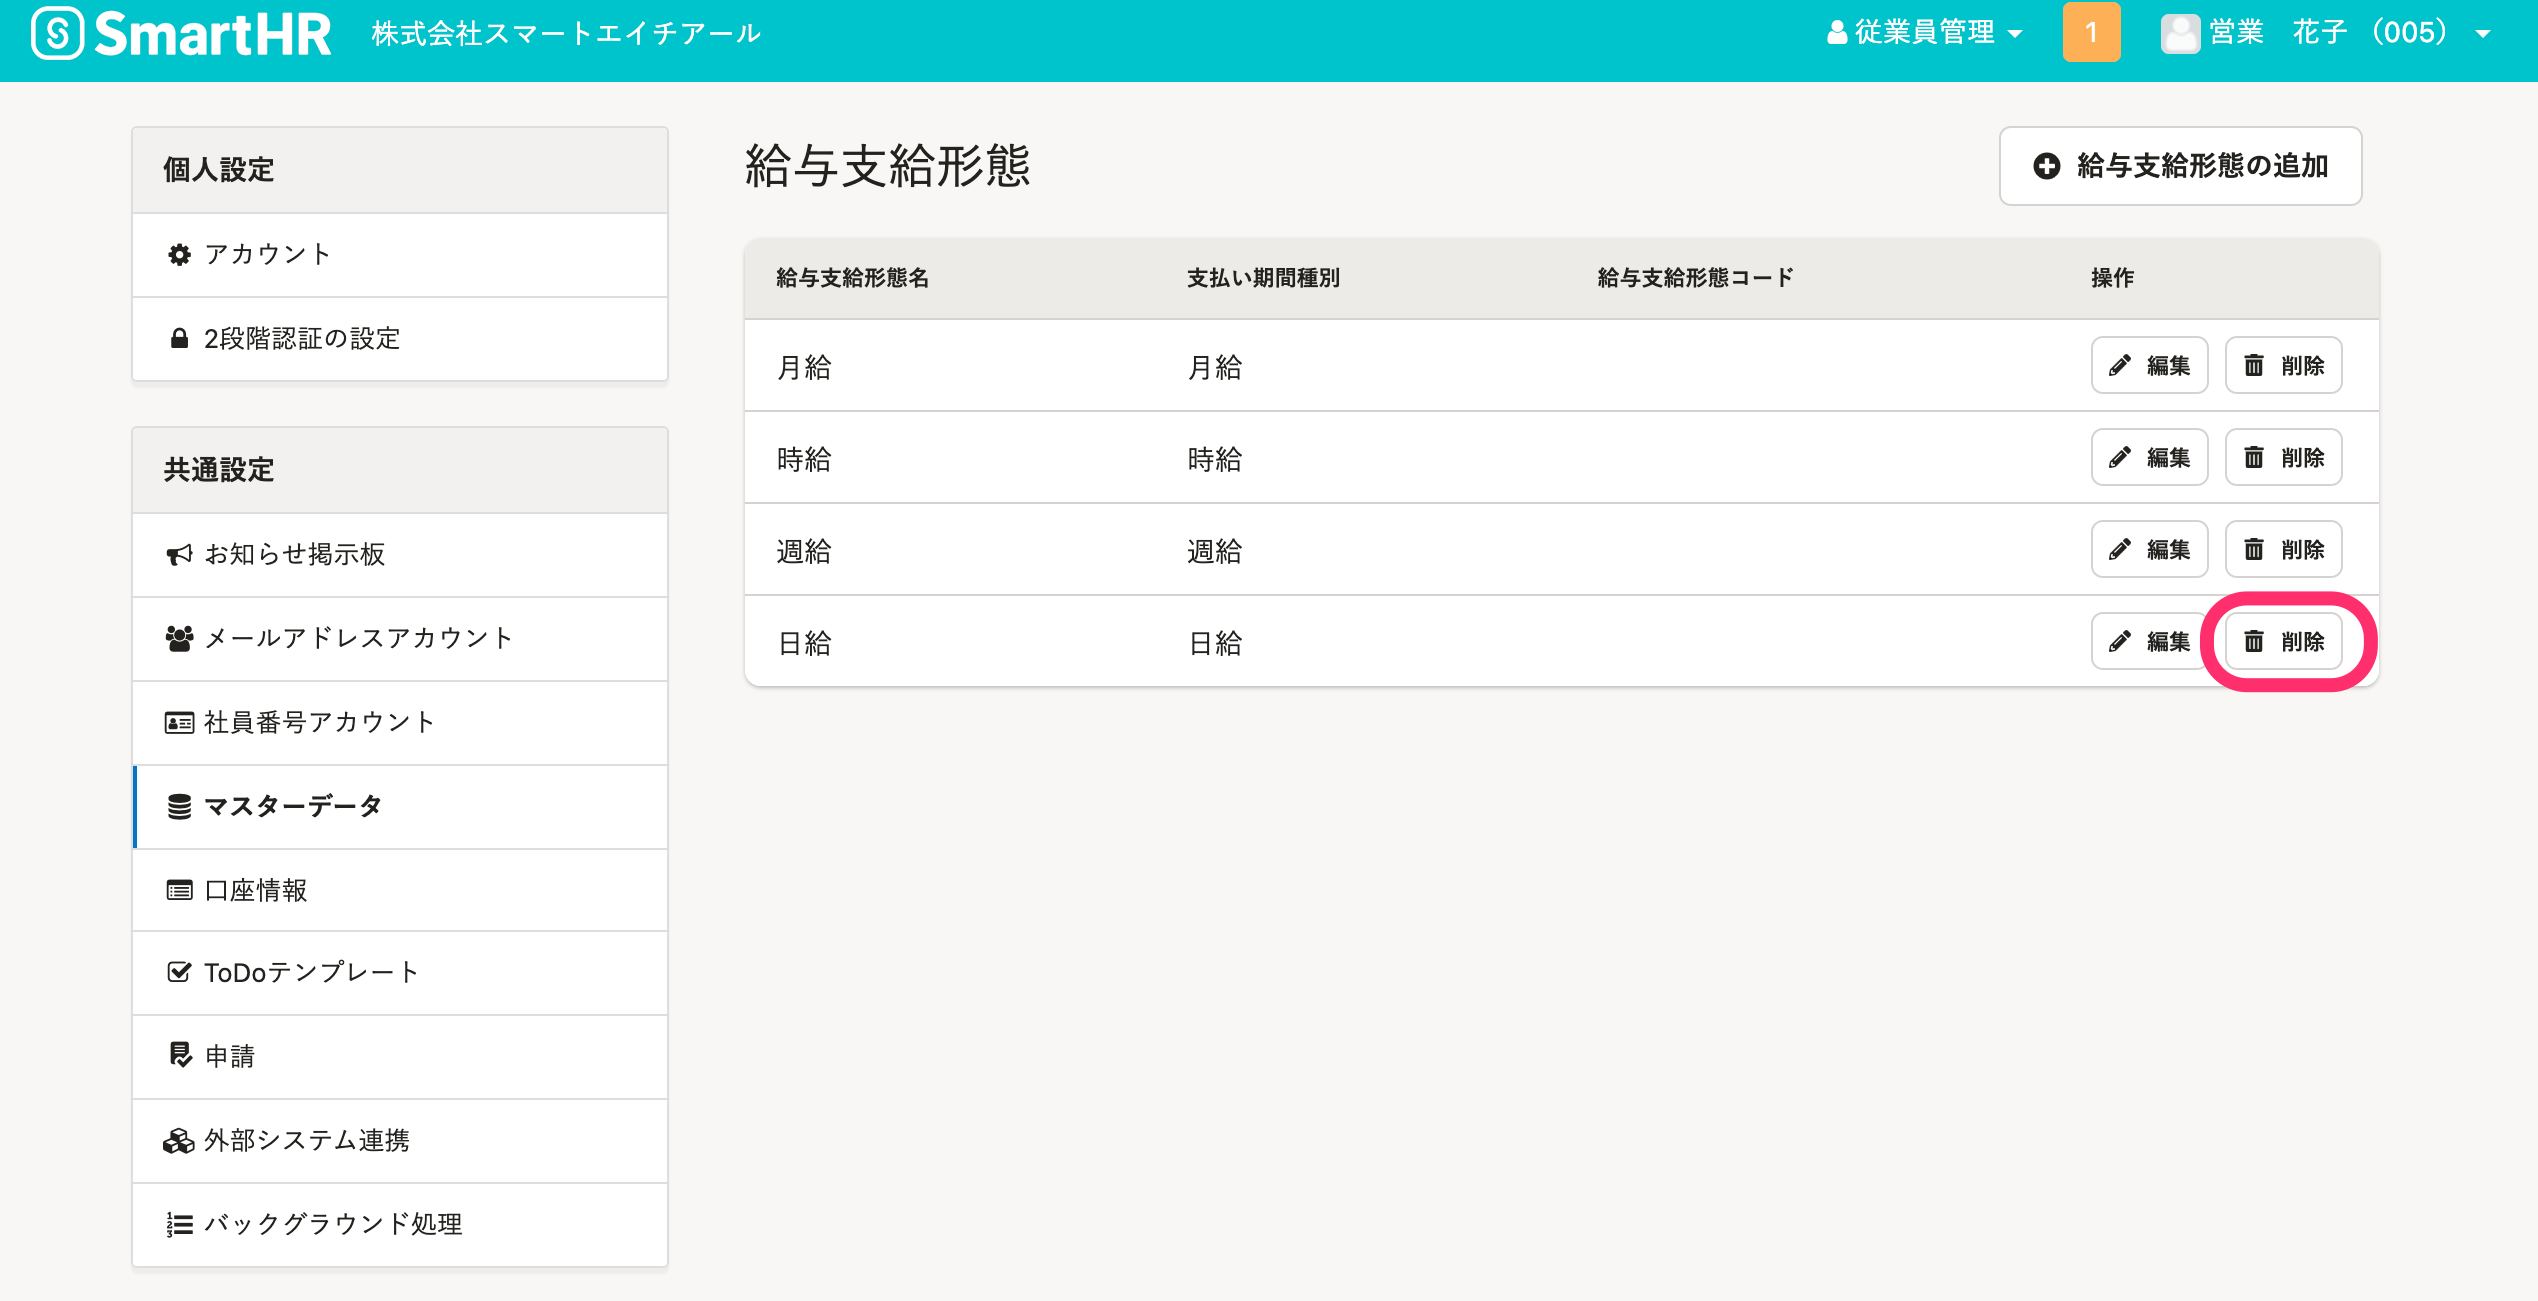 SmartHR 株式会社スマートエイチアール 従業員管理 1 営業　花子　（005）
個人設定
アカウント
2段階認証の設定
共通設定
お知らせ掲示板
メールアドレスアカウント
社員番号アカウント
マスターデータ
口座情報
ToDoテンプレート
申請
外部システム連携
バックグラウンド処理
給与支給形態 給与支給形態の追加
給与支給形態名 支払い期間種別 給与支給形態コード 操作
月給 月給 編集 削除
時給 時給 編集 削除
週給 週給 編集 削除
日給 日給 編集 削除